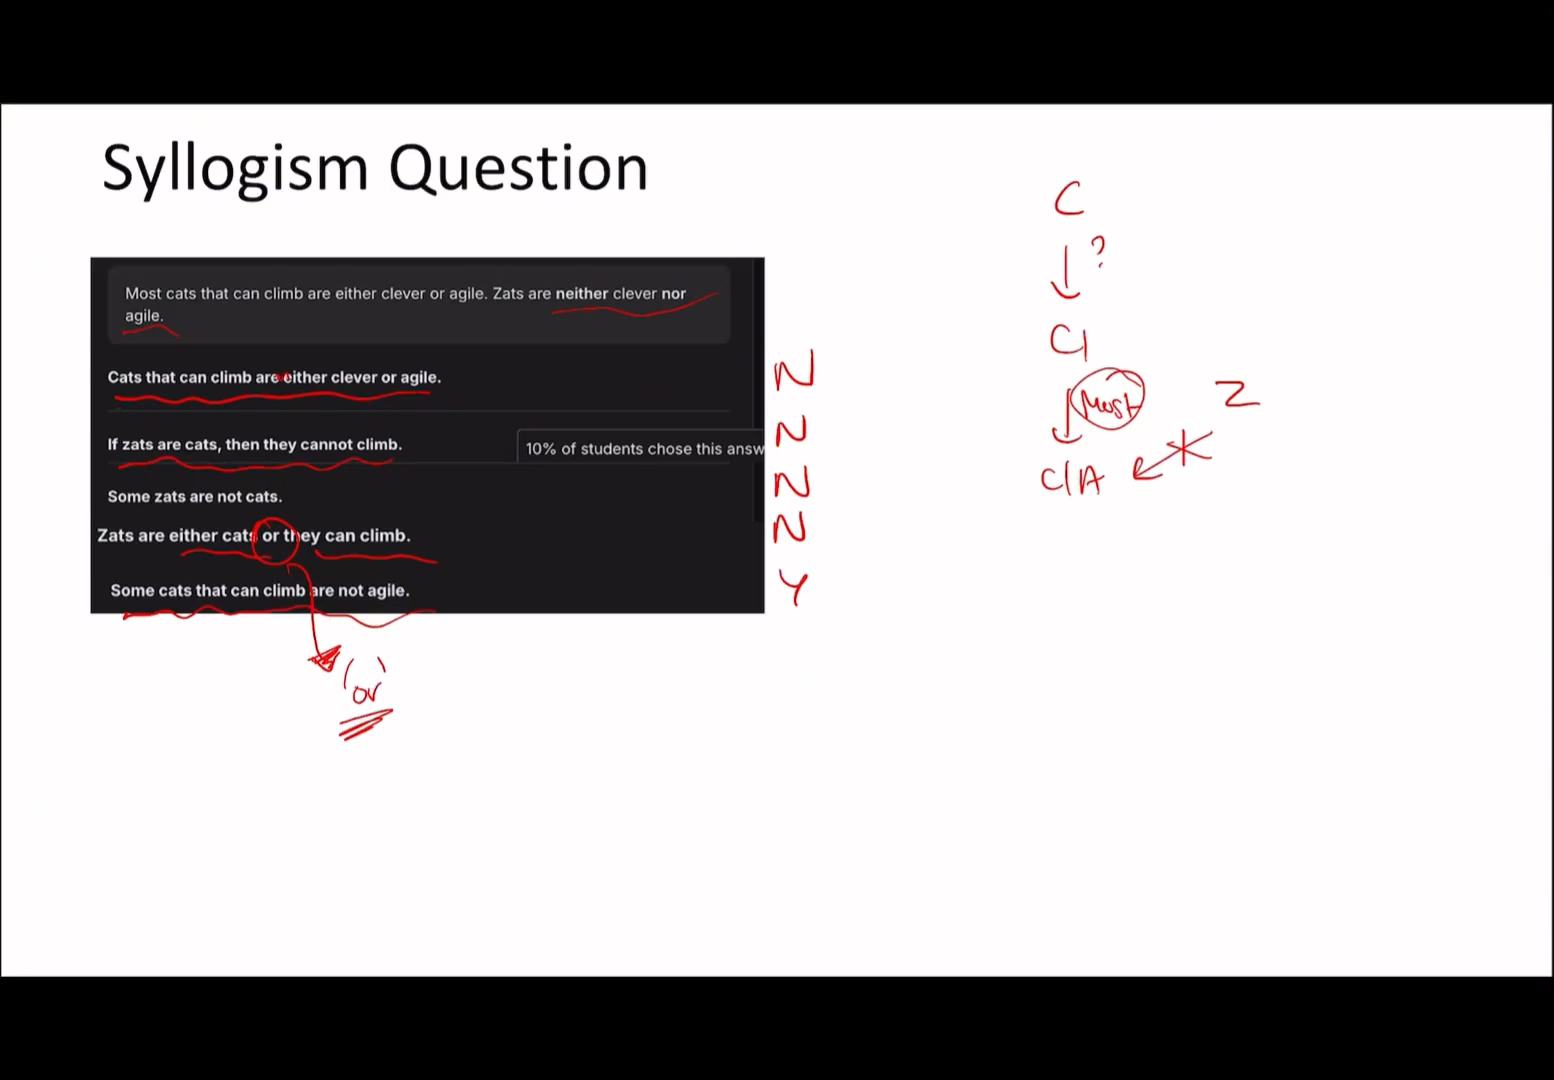 Syllogism Question
Most cats that can climb are either clever or agile. Zats are neither clever nor
agile.
Cats that can climb are either clever or agile.
N
If zats are cats, then they cannot climb.
10% of students chose this answ
N
Some zats are not cats.
N
Zats are either cats or they can climb.
N
Some cats that can climb are not agile.
Y
(or)
C
?
Cl
Most
Z
C/A